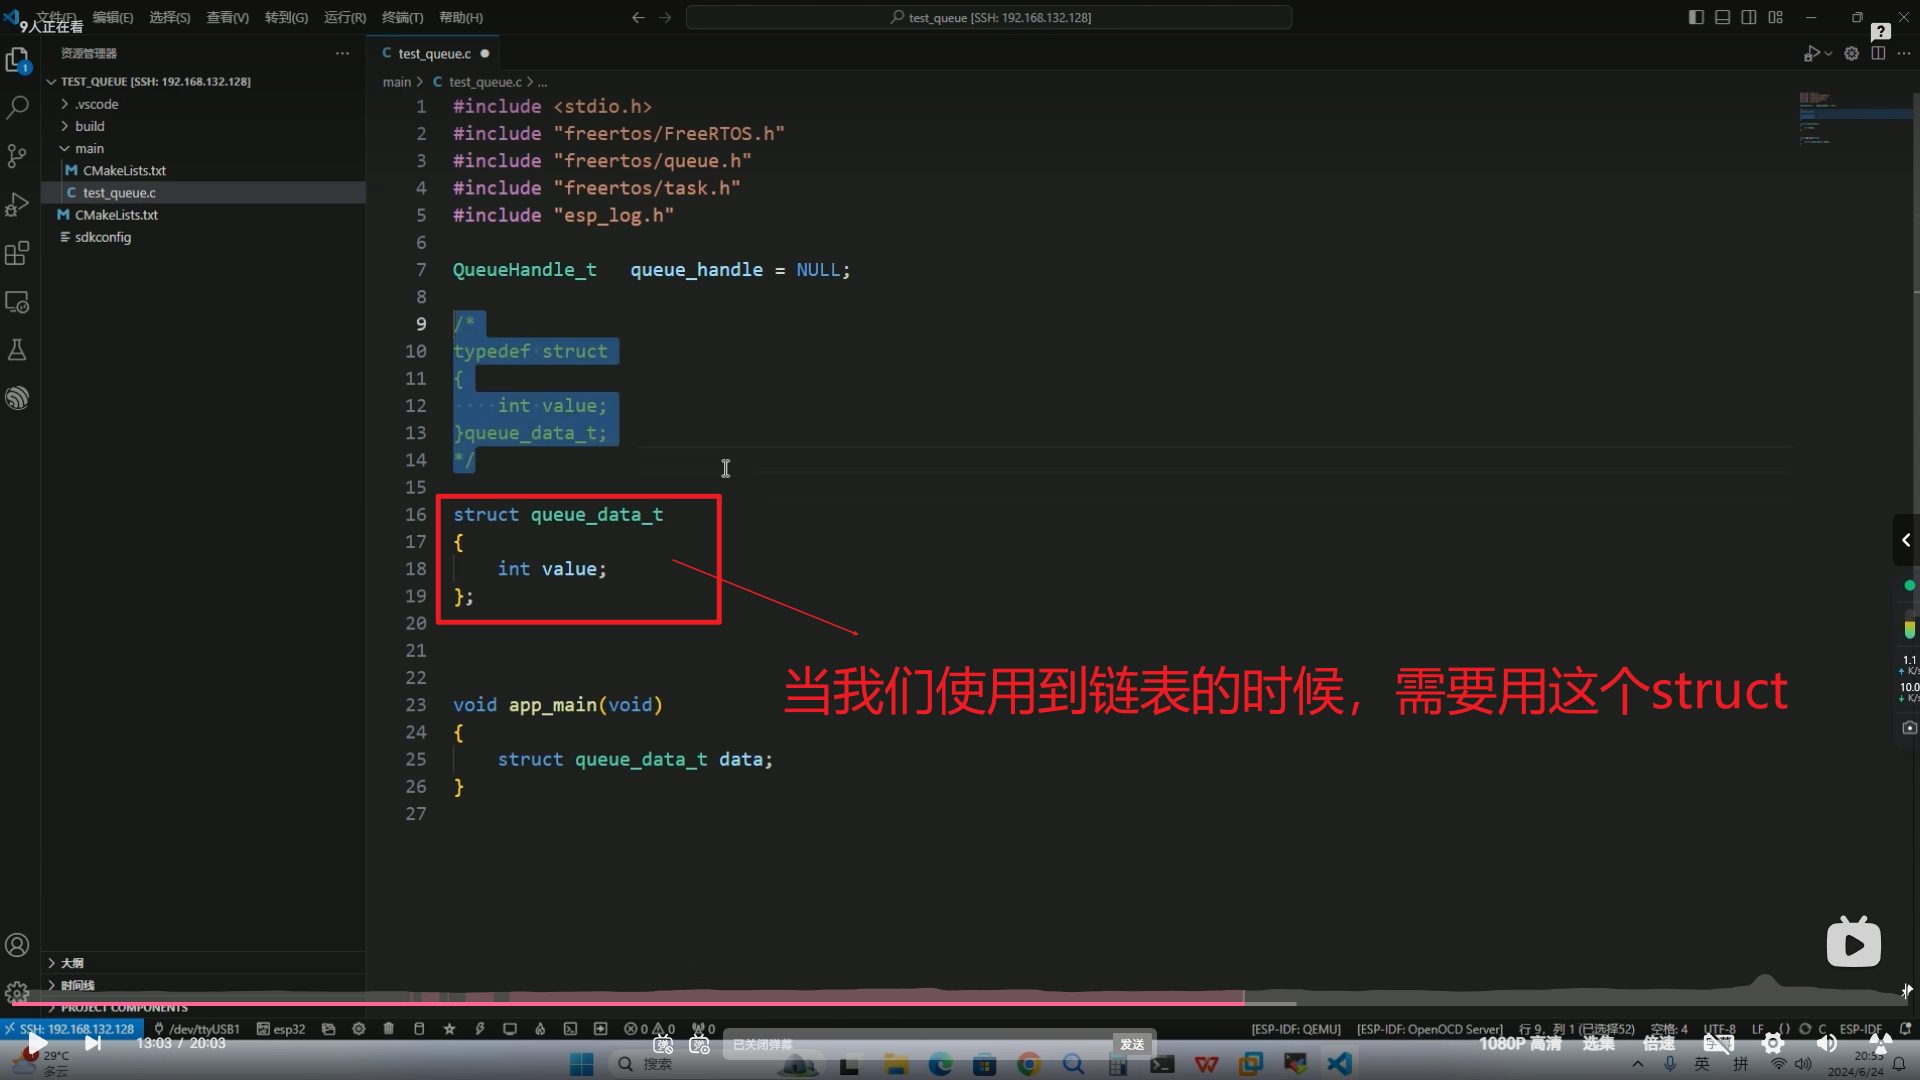 文件(F) 编辑(E) 选择(S) 查看(V) 转到(G) 运行(R) 终端(T) 帮助(H)
test_queue [SSH: 192.168.132.128]
9人正在看
资源管理器
TEST_QUEUE [SSH: 192.168.132.128]
.vscode
build
main
CMakeLists.txt
C test_queue.c
CMakeLists.txt
sdkconfig
大纲
时间线
PROJECT COMPONENTS
C test_queue.c
main > C test_queue.c > ...
1 #include <stdio.h>
2 #include "freertos/FreeRTOS.h"
3 #include "freertos/queue.h"
4 #include "freertos/task.h"
5 #include "esp_log.h"
6
7 QueueHandle_t queue_handle = NULL;
8
9 /*
10 typedef struct
11 {
12 int value;
13 }queue_data_t;
14 */
15
16 struct queue_data_t
17 {
18 int value;
19 };
20
21
22
23 void app_main(void)
24 {
25 struct queue_data_t data;
26 }
27
当我们使用到链表的时候，需要用这个struct
1.1
K/s
10.0
K/s
SSH: 192.168.132.128 /dev/ttyUSB1 esp32 0 0 0 [ESP-IDF: QEMU] [ESP-IDF: OpenOCD Server] 行 9，列 1 (已选择52) 空格: 4 UTF-8 LF {} C ESP-IDF
13:03 / 20:03 已关闭弹幕 发送 1080P 高清 选集 倍速
29°C
多云
搜索
英 拼
2024/6/24